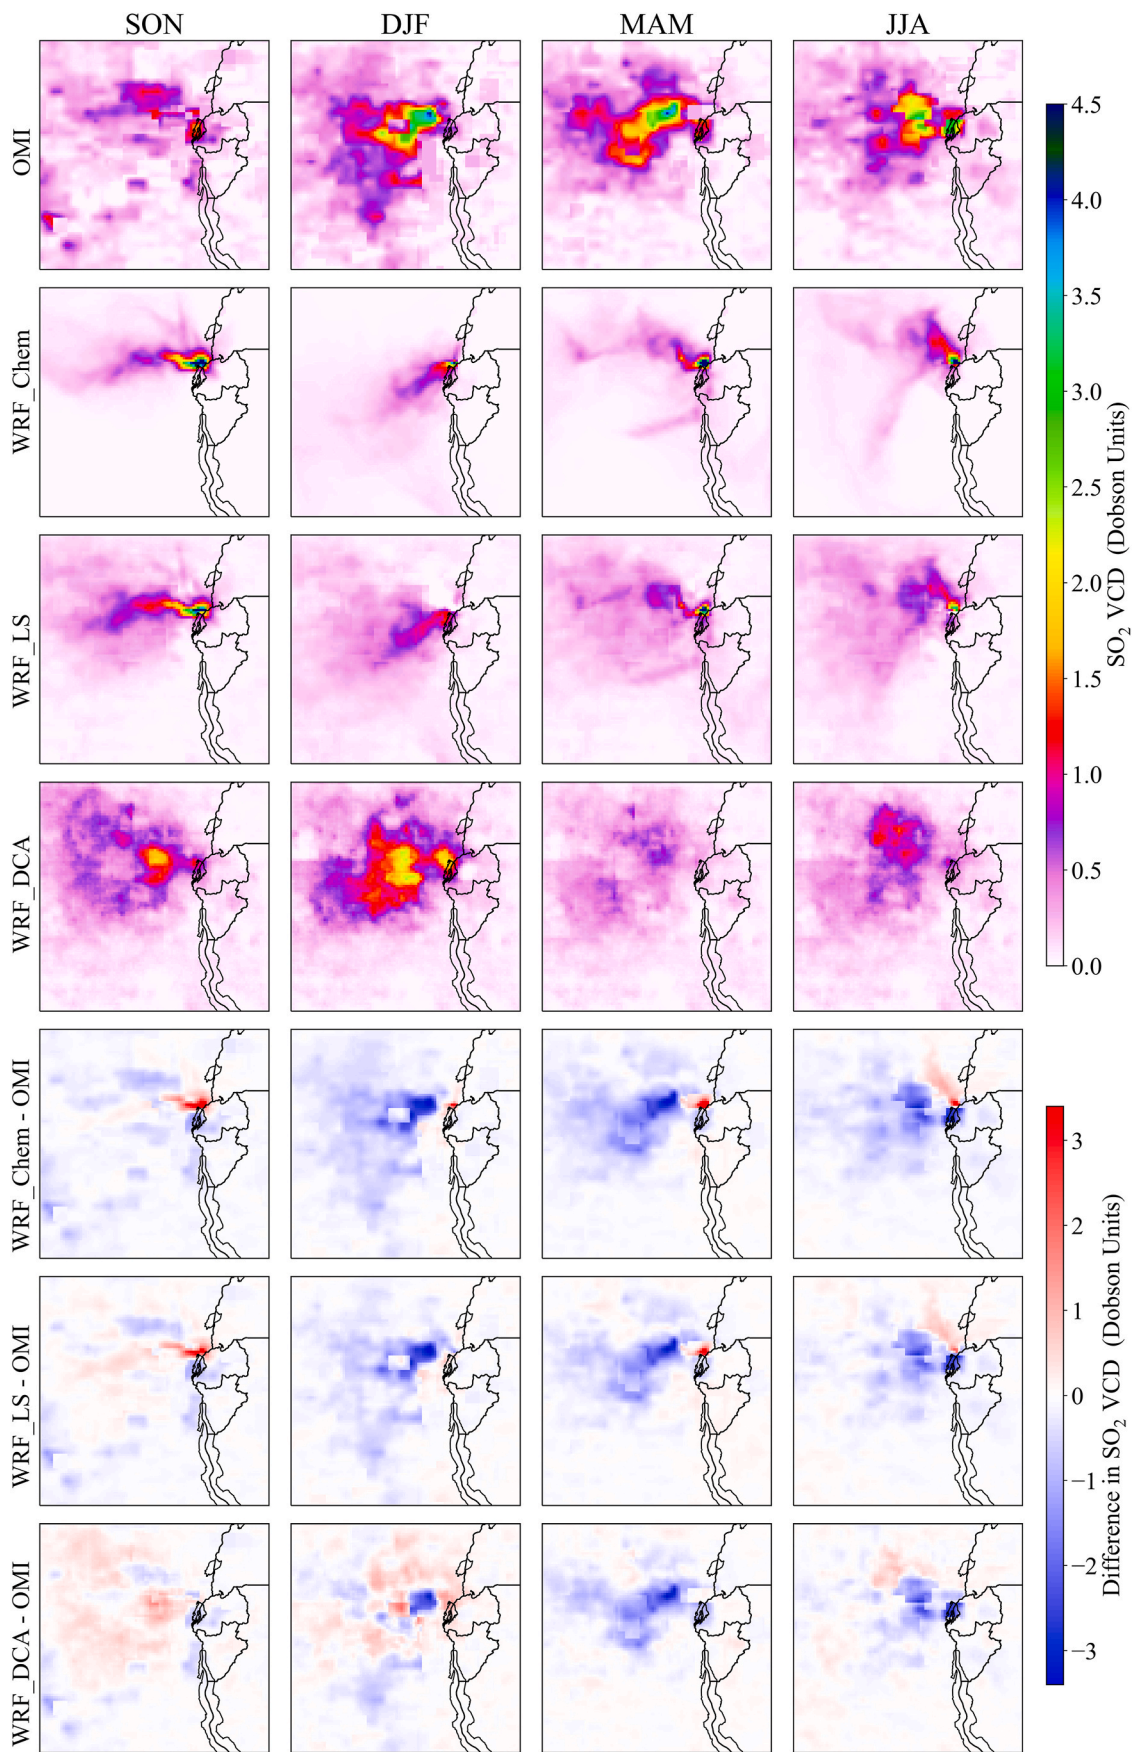 SON DJF MAM JJA
OMI
WRF_Chem
WRF_LS
WRF_DCA
WRF_Chem - OMI
WRF_LS - OMI
WRF_DCA - OMI
4.5
4.0
3.5
3.0
2.5
2.0
1.5
1.0
0.5
0.0
SO₂ VCD (Dobson Units)
3
2
1
0
−1
−2
−3
Difference in SO₂ VCD (Dobson Units)